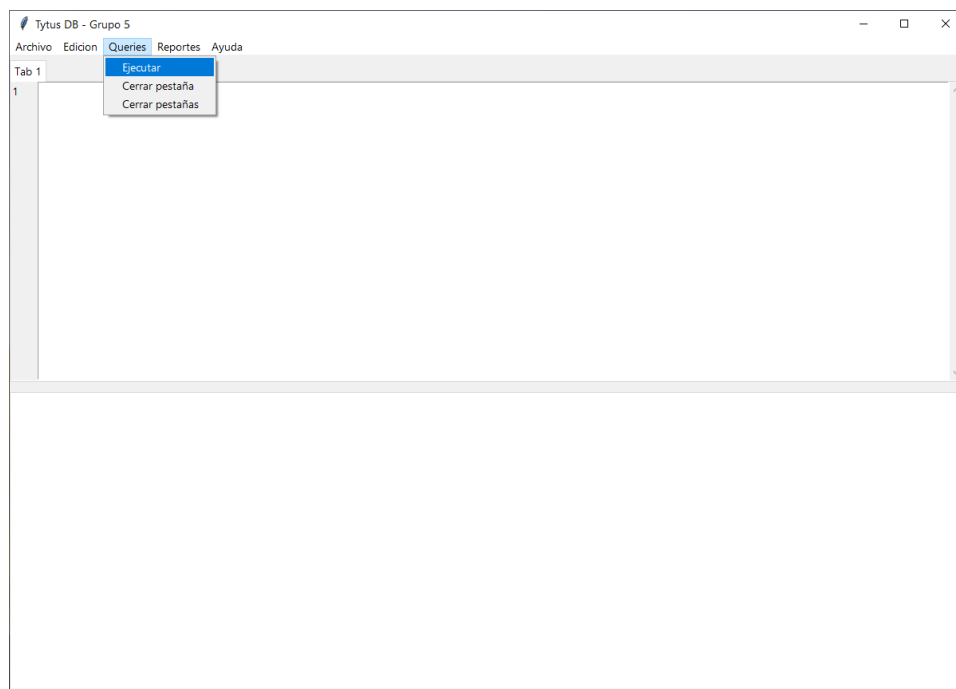 Tytus DB - Grupo 5
Archivo Edicion Queries Reportes Ayuda
Ejecutar
Cerrar pestaña
Cerrar pestañas
Tab 1
1